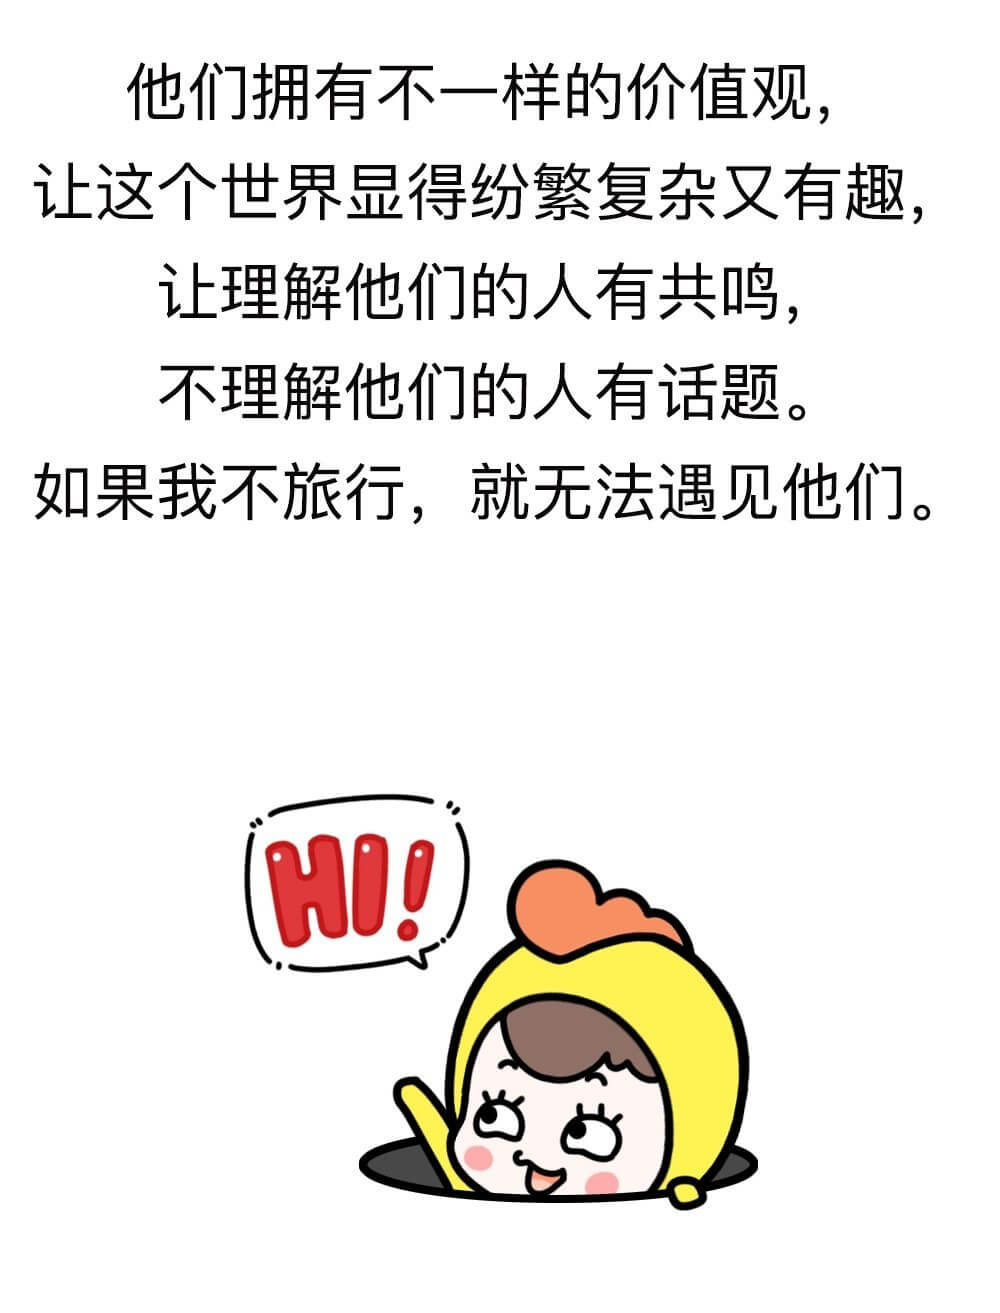 他们拥有不一样的价值观，
让这个世界显得纷繁复杂又有趣，
让理解他们的人有共鸣，
不理解他们的人有话题。
如果我不旅行，就无法遇见他们。
HI!